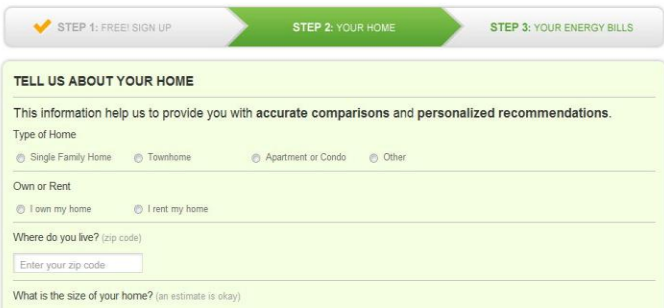 STEP 1: FREE! SIGN UP STEP 2: YOUR HOME STEP 3: YOUR ENERGY BILLS
TELL US ABOUT YOUR HOME
This information help us to provide you with accurate comparisons and personalized recommendations.
Type of Home
Single Family Home Townhome Apartment or Condo Other
Own or Rent
I own my home I rent my home
Where do you live? (zip code)
Enter your zip code
What is the size of your home? (an estimate is okay)